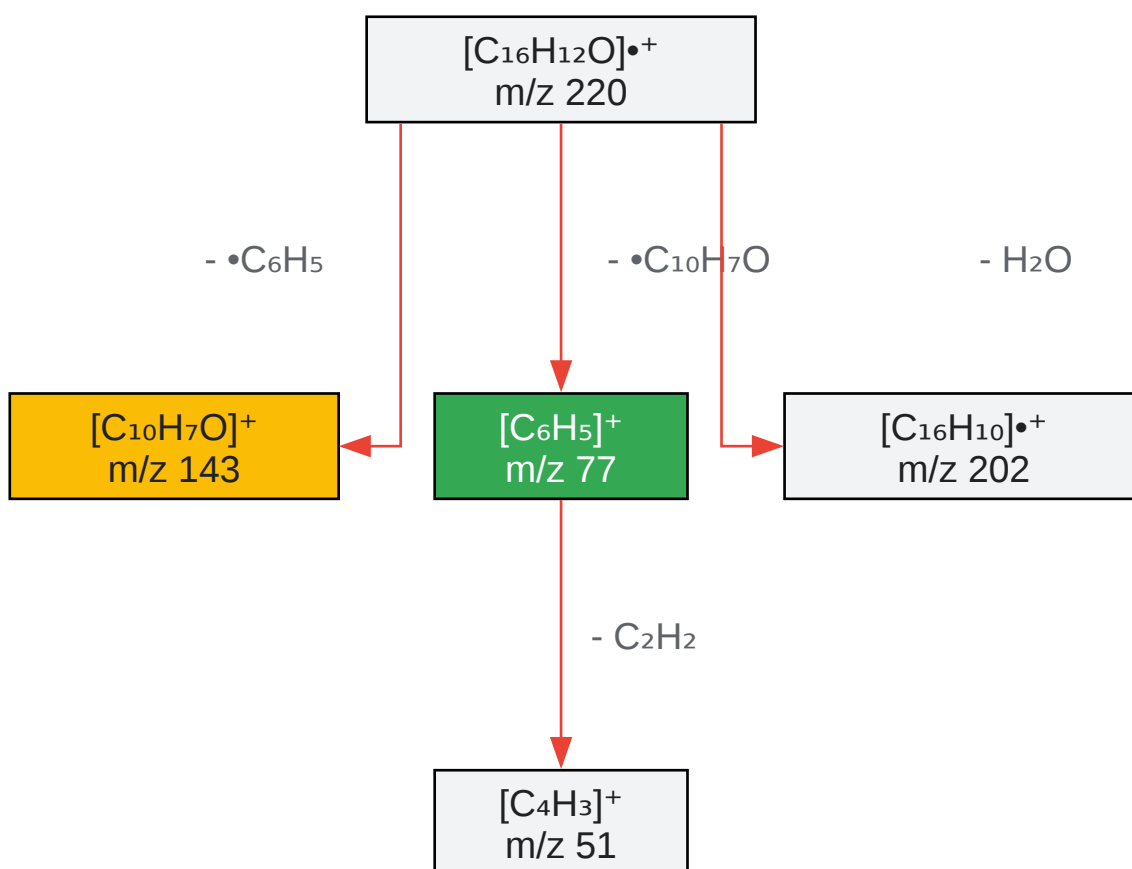 [C₁₆H₁₂O]•⁺
m/z 220
- •C₆H₅
- •C₁₀H₇O
- H₂O
[C₁₀H₇O]⁺
m/z 143
[C₆H₅]⁺
m/z 77
[C₁₆H₁₀]•⁺
m/z 202
- C₂H₂
[C₄H₃]⁺
m/z 51